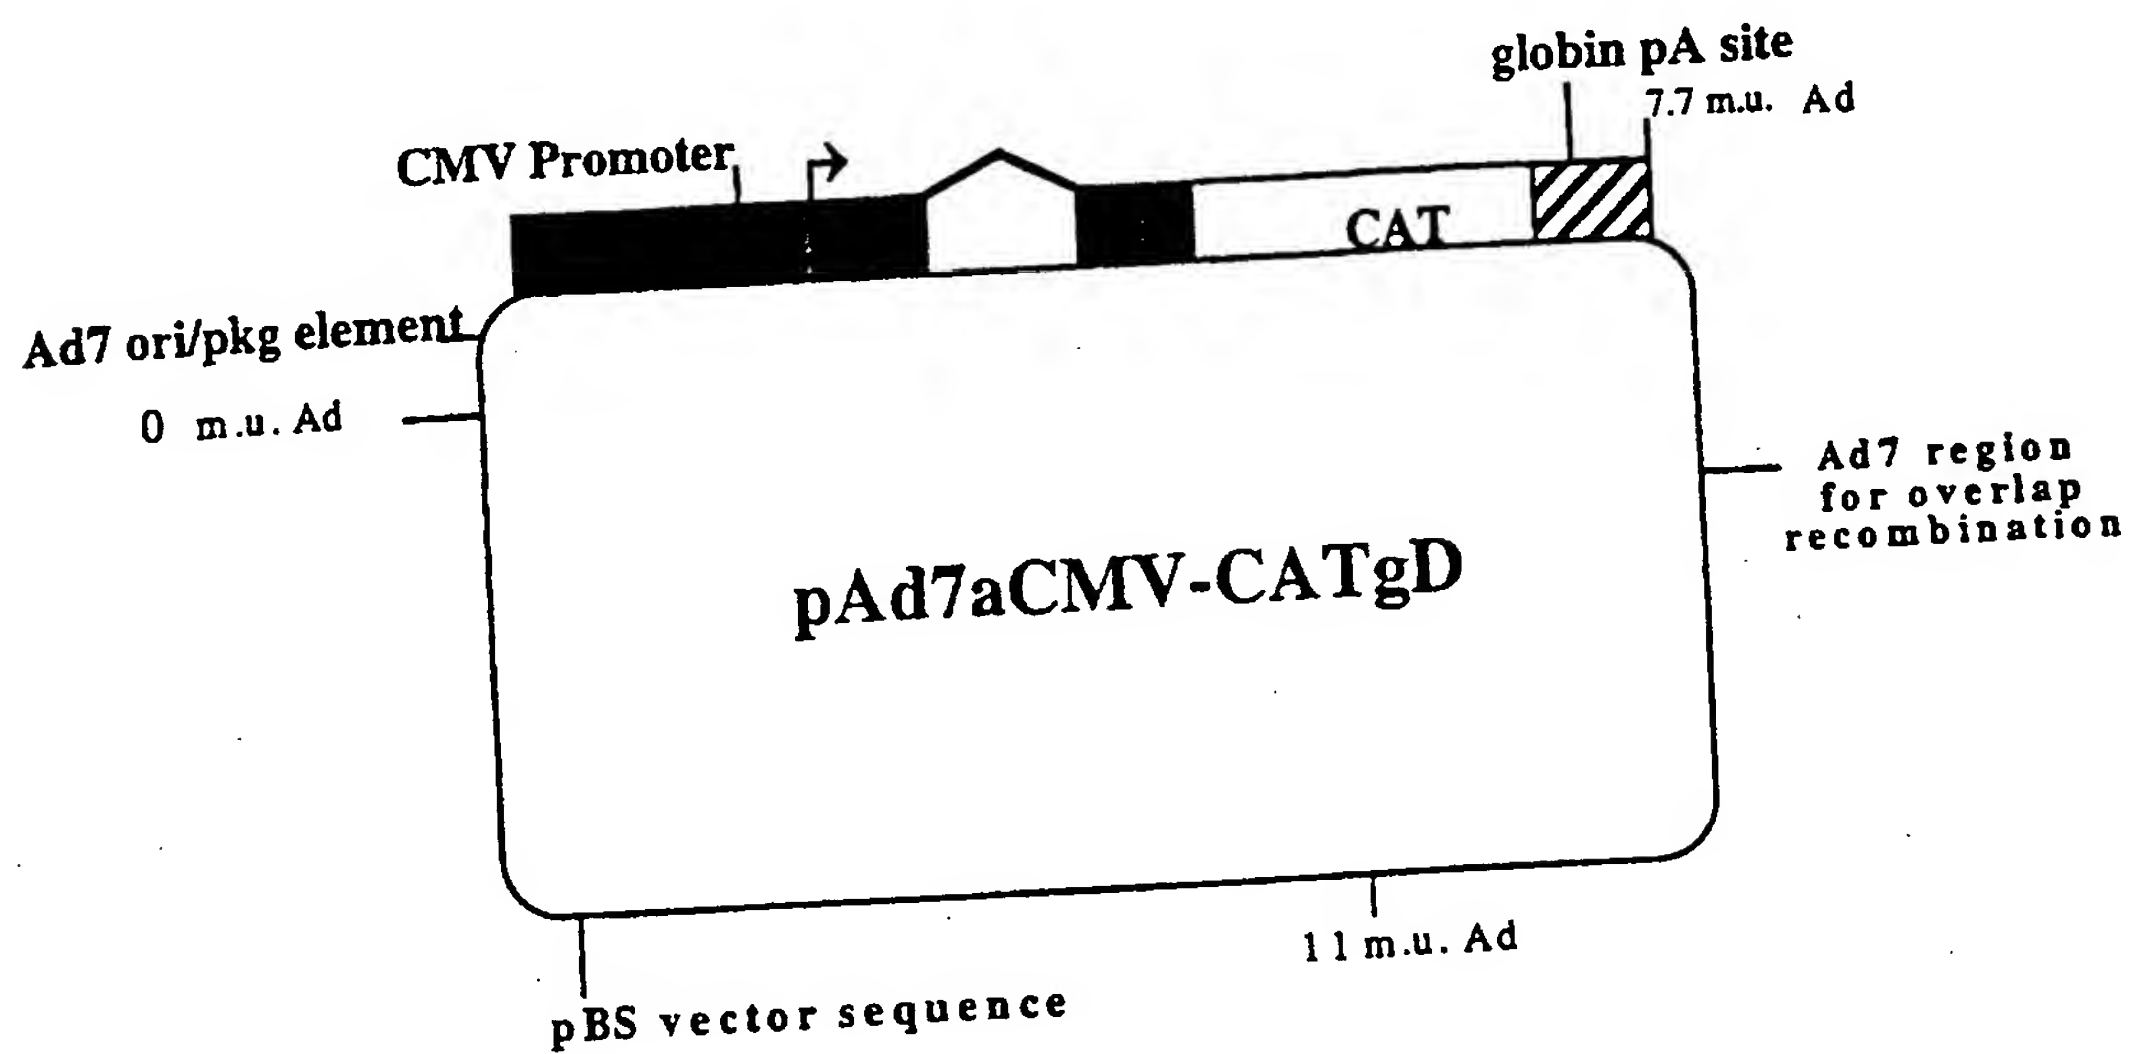 globin pA site
7.7 m.u. Ad
CMV Promoter
CAT
Ad7 ori/pkg element
0 m.u. Ad
Ad7 region
for overlap
recombination
pAd7aCMV-CATgD
11 m.u. Ad
pBS vector sequence